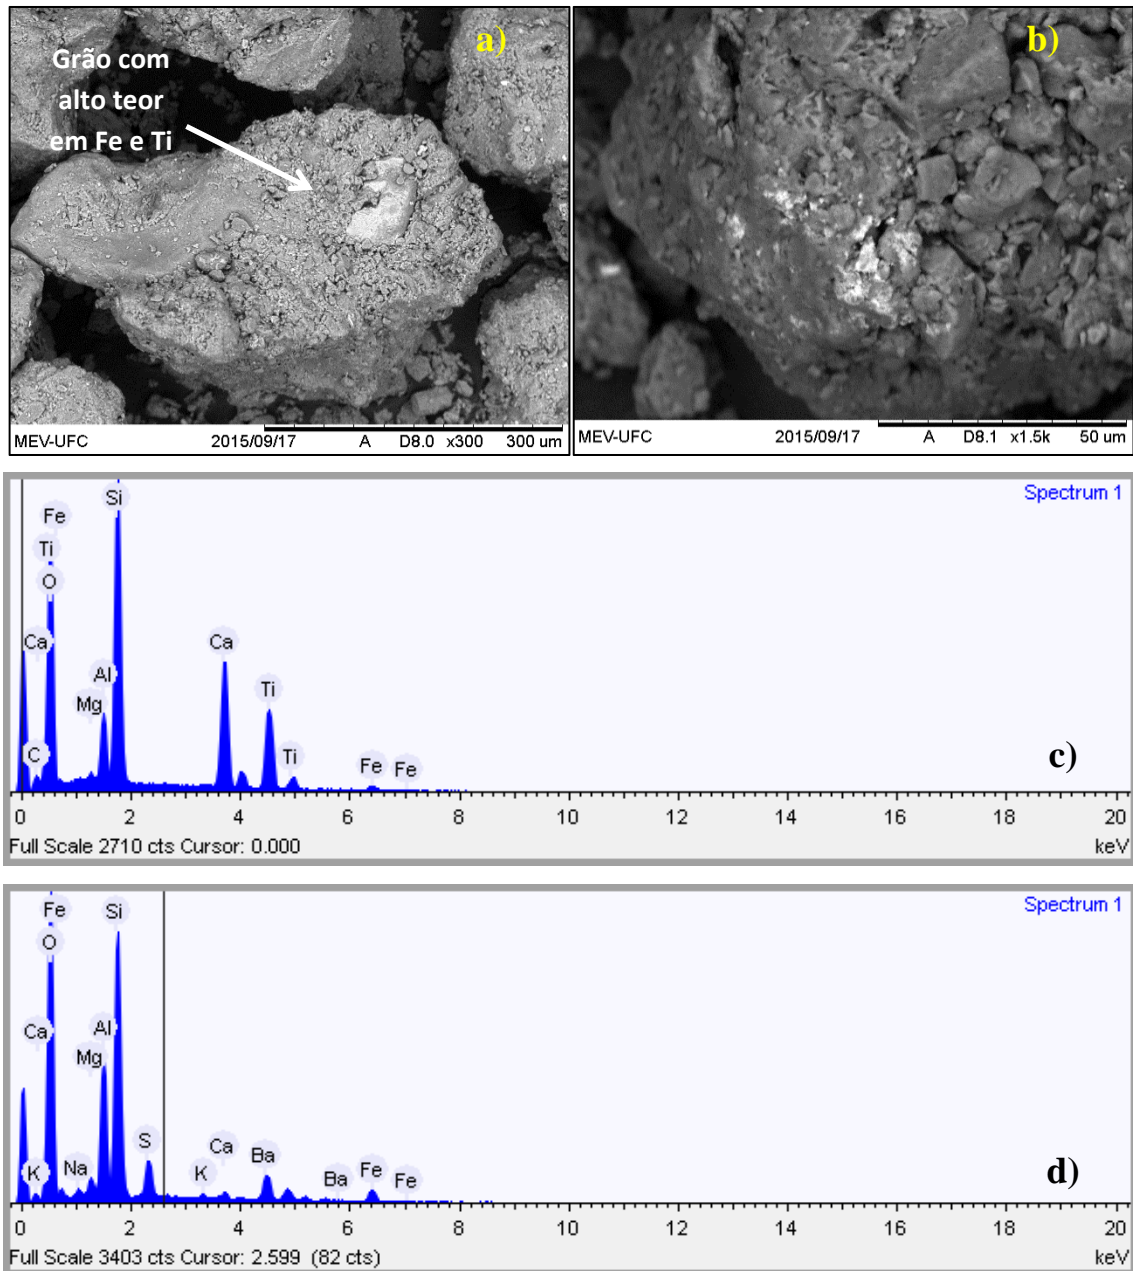 a)
Grão com
alto teor
em Fe e Ti
MEV-UFC 2015/09/17 A D8.0 x300 300 um
b)
MEV-UFC 2015/09/17 A D8.1 x1.5k 50 um
Spectrum 1
Si
Fe
Ti
O
Ca
Ca
Al
Ti
Mg
C
Ti
Fe
Fe
c)
0 2 4 6 8 10 12 14 16 18 20
Full Scale 2710 cts Cursor: 0.000 keV
Spectrum 1
Fe
Si
O
Ca
Al
Mg
S
Ca
Ba
K
Na
K
Ba
Fe
Fe
d)
0 2 4 6 8 10 12 14 16 18 20
Full Scale 3403 cts Cursor: 2.599 (82 cts) keV